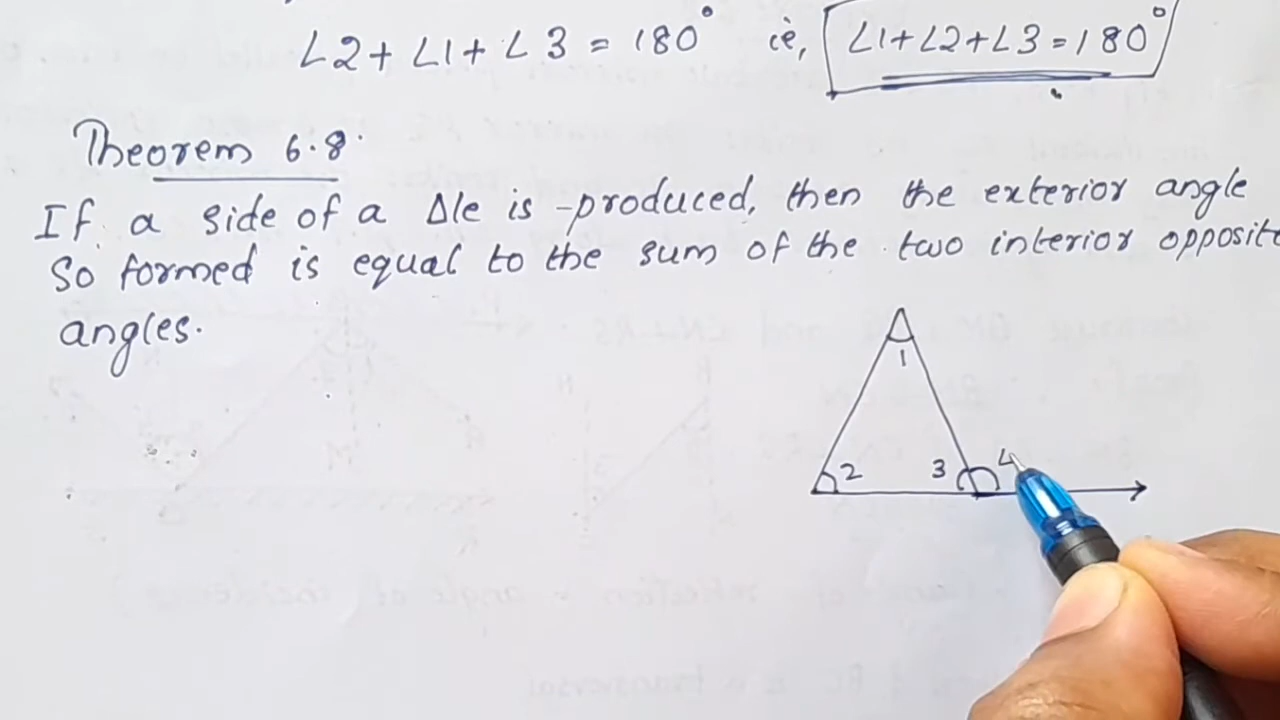 ∠2 + ∠1 + ∠3 = 180° ie, ∠1+∠2+∠3 = 180°
Theorem 6.8
If a side of a Δle is produced, then the exterior angle
So formed is equal to the sum of the two interior opposite
angles.
1
2 3 4